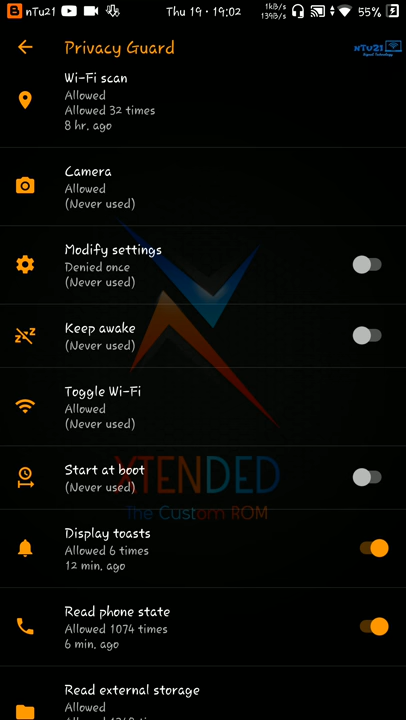 nTu21
Thu 19 • 19:02
1kB/s
139B/s
55%
Privacy Guard
nTu21
Wi-Fi scan
Allowed
Allowed 32 times
8 hr. ago
Camera
Allowed
(Never used)
Modify settings
Denied once
(Never used)
Keep awake
(Never used)
Toggle Wi-Fi
Allowed
(Never used)
Start at boot
(Never used)
XTENDED
The Custom ROM
Display toasts
Allowed 6 times
12 min. ago
Read phone state
Allowed 1074 times
6 min. ago
Read external storage